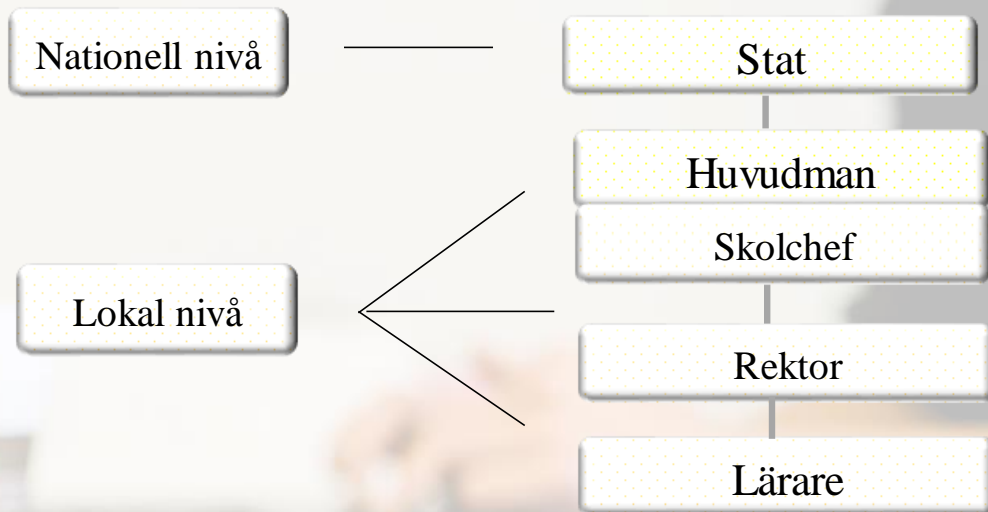 Nationell nivå
Stat
Huvudman
Skolchef
Lokal nivå
Rektor
Lärare